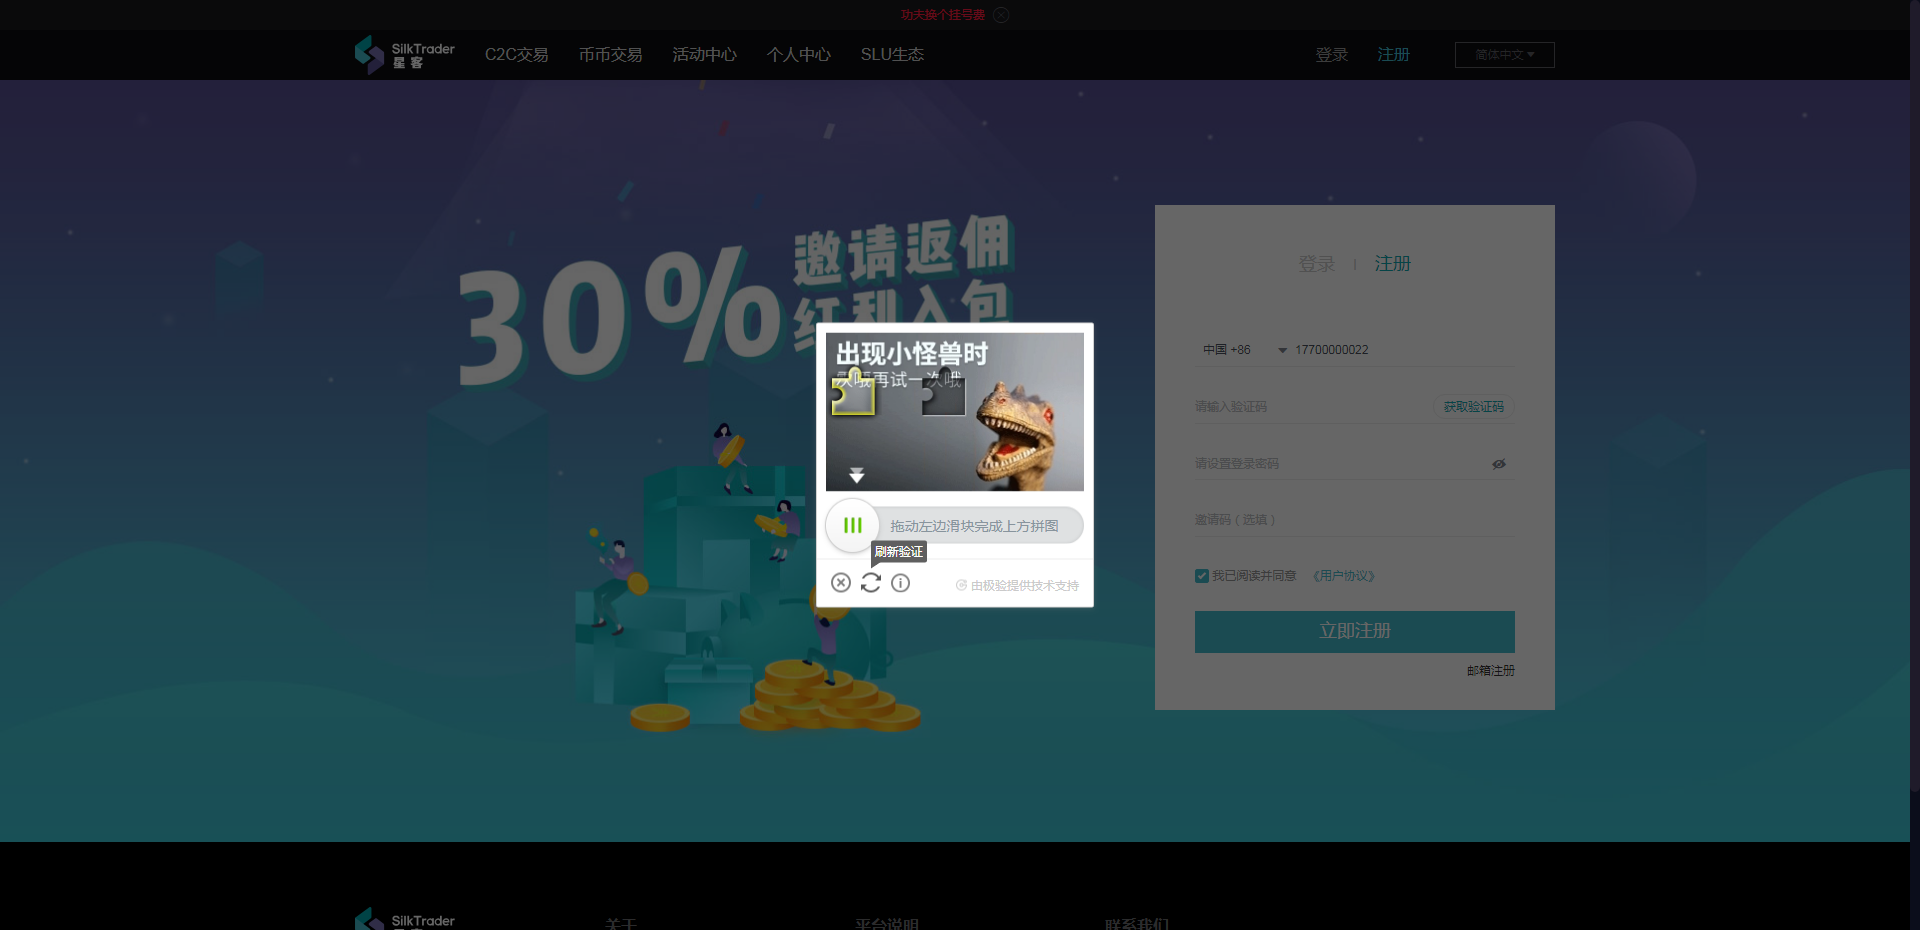 功夫换个挂号费
SilkTrader
星客
C2C交易
币币交易
活动中心
个人中心
SLU生态
登录
注册
简体中文
30%
邀请返佣
红利入包
登录
注册
中国 +86
17700000022
请输入验证码
获取验证码
请设置登录密码
邀请码（选填）
我已阅读并同意
《用户协议》
立即注册
邮箱注册
出现小怪兽时
哦再试一次哦
拖动左边滑块完成上方拼图
刷新验证
由极验提供技术支持
SilkTrader
关于
平台说明
联系我们